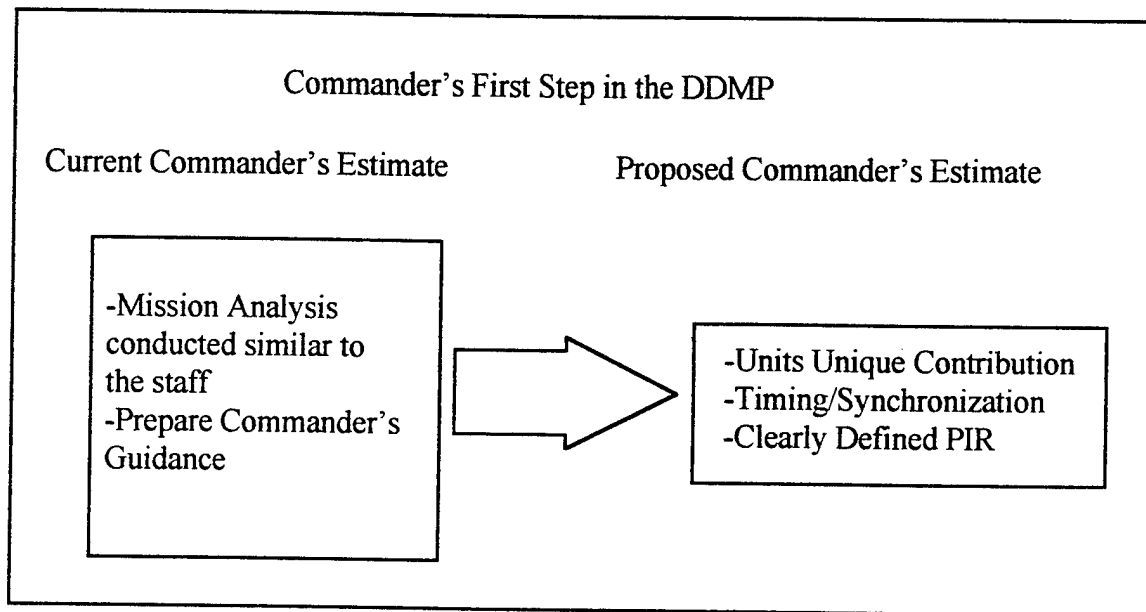 Commander's First Step in the DDMP
Current Commander's Estimate
Proposed Commander's Estimate
-Mission Analysis
conducted similar to
the staff
-Prepare Commander's
Guidance
-Units Unique Contribution
-Timing/Synchronization
-Clearly Defined PIR